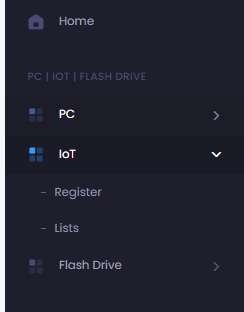 Home
PC | IOT | FLASH DRIVE
PC
IoT
Register
Lists
Flash Drive